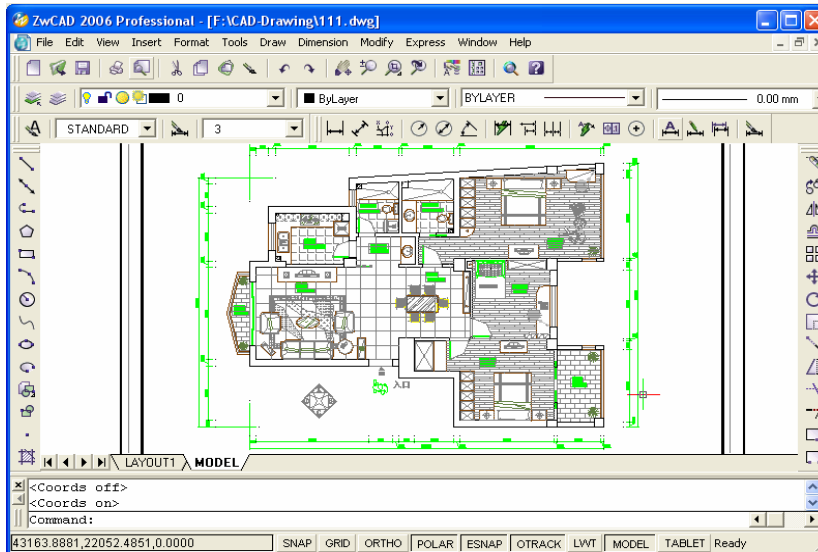 ZwCAD 2006 Professional - [F:\CAD-Drawing\111.dwg]
File Edit View Insert Format Tools Draw Dimension Modify Express Window Help
0 ByLayer BYLAYER 0.00 mm
STANDARD 3
入口
LAYOUT1 MODEL
<Coords off>
<Coords on>
Command:
43163.8881,22052.4851,0.0000 SNAP GRID ORTHO POLAR ESNAP OTRACK LWT MODEL TABLET Ready